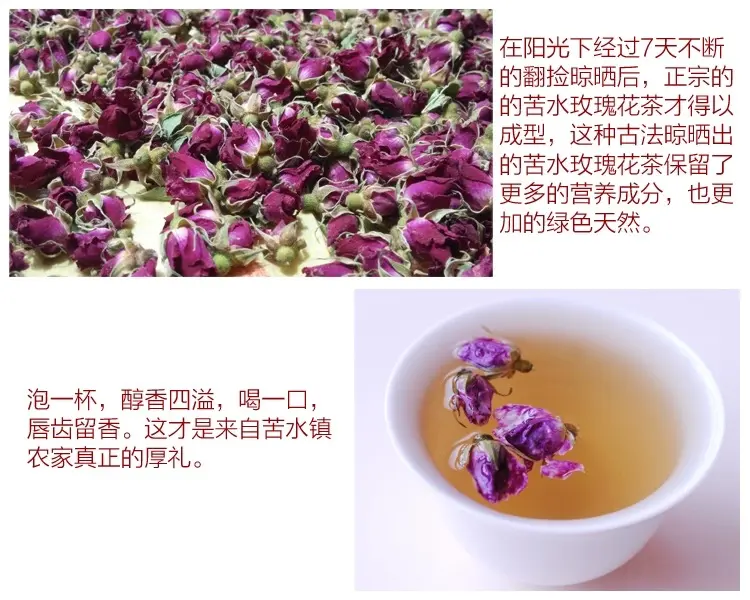 在阳光下经过7天不断
的翻捡晾晒后，正宗的
的苦水玫瑰花茶才得以
成型，这种古法晾晒出
的苦水玫瑰花茶保留了
更多的营养成分，也更
加的绿色天然。
泡一杯，醇香四溢，喝一口，
唇齿留香。这才是来自苦水镇
农家真正的厚礼。